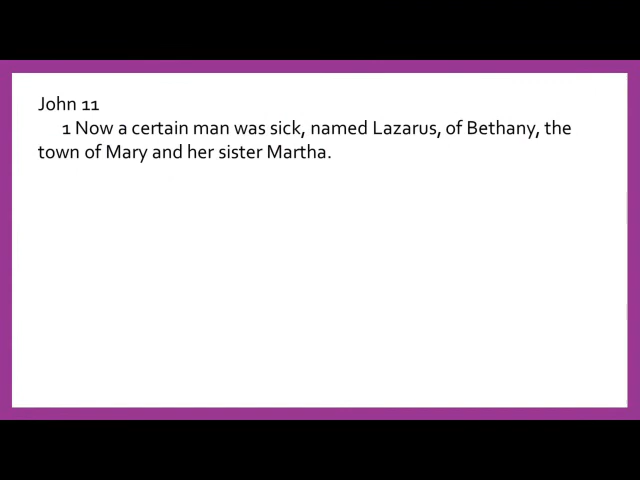 John 11
1 Now a certain man was sick, named Lazarus, of Bethany, the
town of Mary and her sister Martha.